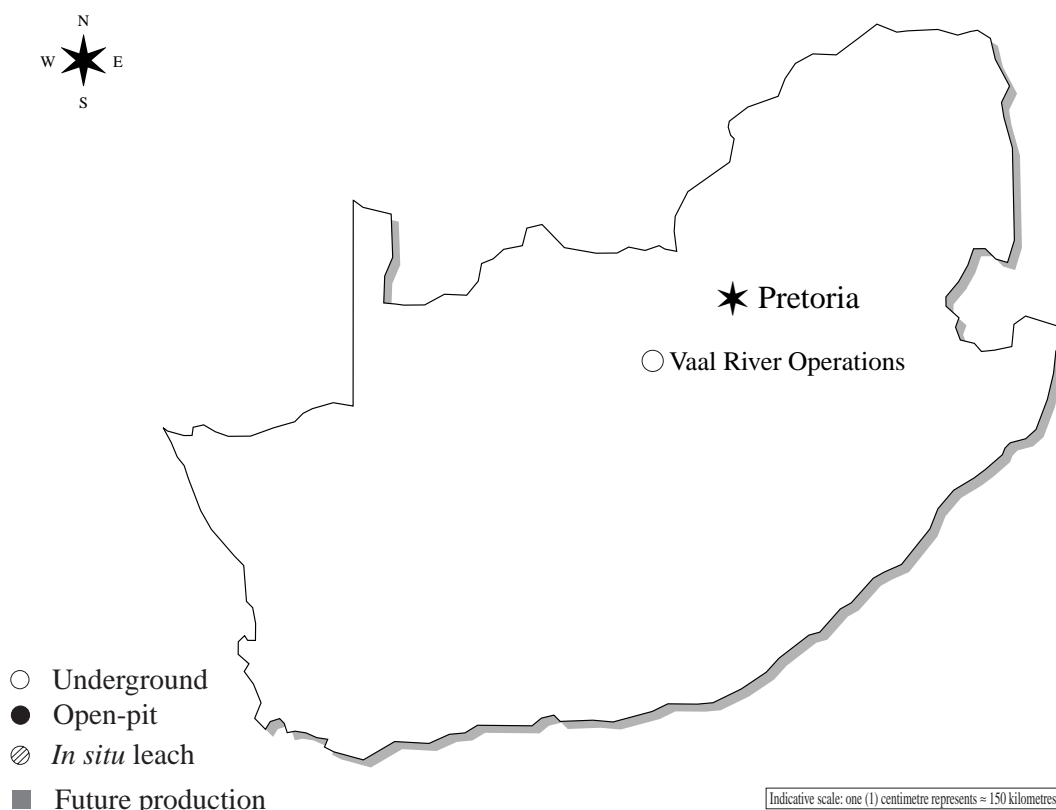 N
W E
S
Pretoria
Vaal River Operations
Underground
Open-pit
In situ leach
Future production
Indicative scale: one (1) centimetre represents ≈ 150 kilometres